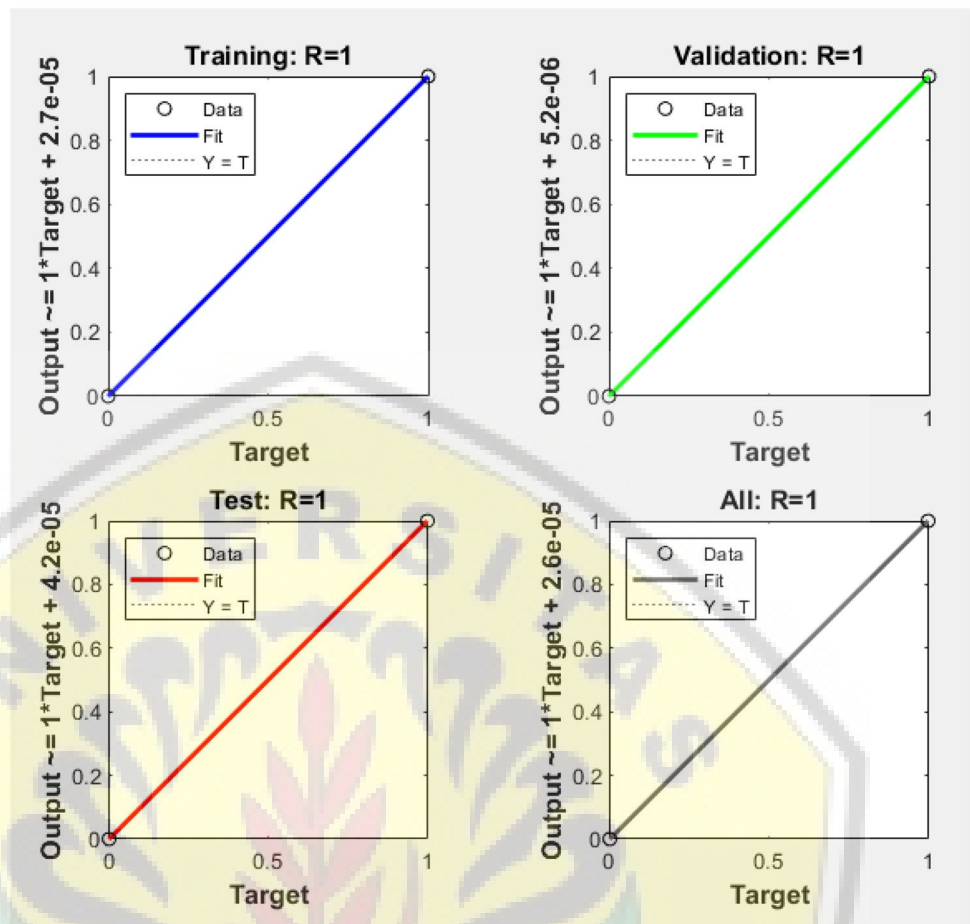 Training: R=1
Output ~= 1*Target + 2.7e-05
1
0.8
0.6
0.4
0.2
0
Data
Fit
Y = T
0
0.5
1
Target
Validation: R=1
Output ~= 1*Target + 5.2e-06
1
0.8
0.6
0.4
0.2
0
Data
Fit
Y = T
0
0.5
1
Target
Test: R=1
Output ~= 1*Target + 4.2e-05
1
0.8
0.6
0.4
0.2
0
Data
Fit
Y = T
0
0.5
1
Target
All: R=1
Output ~= 1*Target + 2.6e-05
1
0.8
0.6
0.4
0.2
0
Data
Fit
Y = T
0
0.5
1
Target
NIVERSITAS